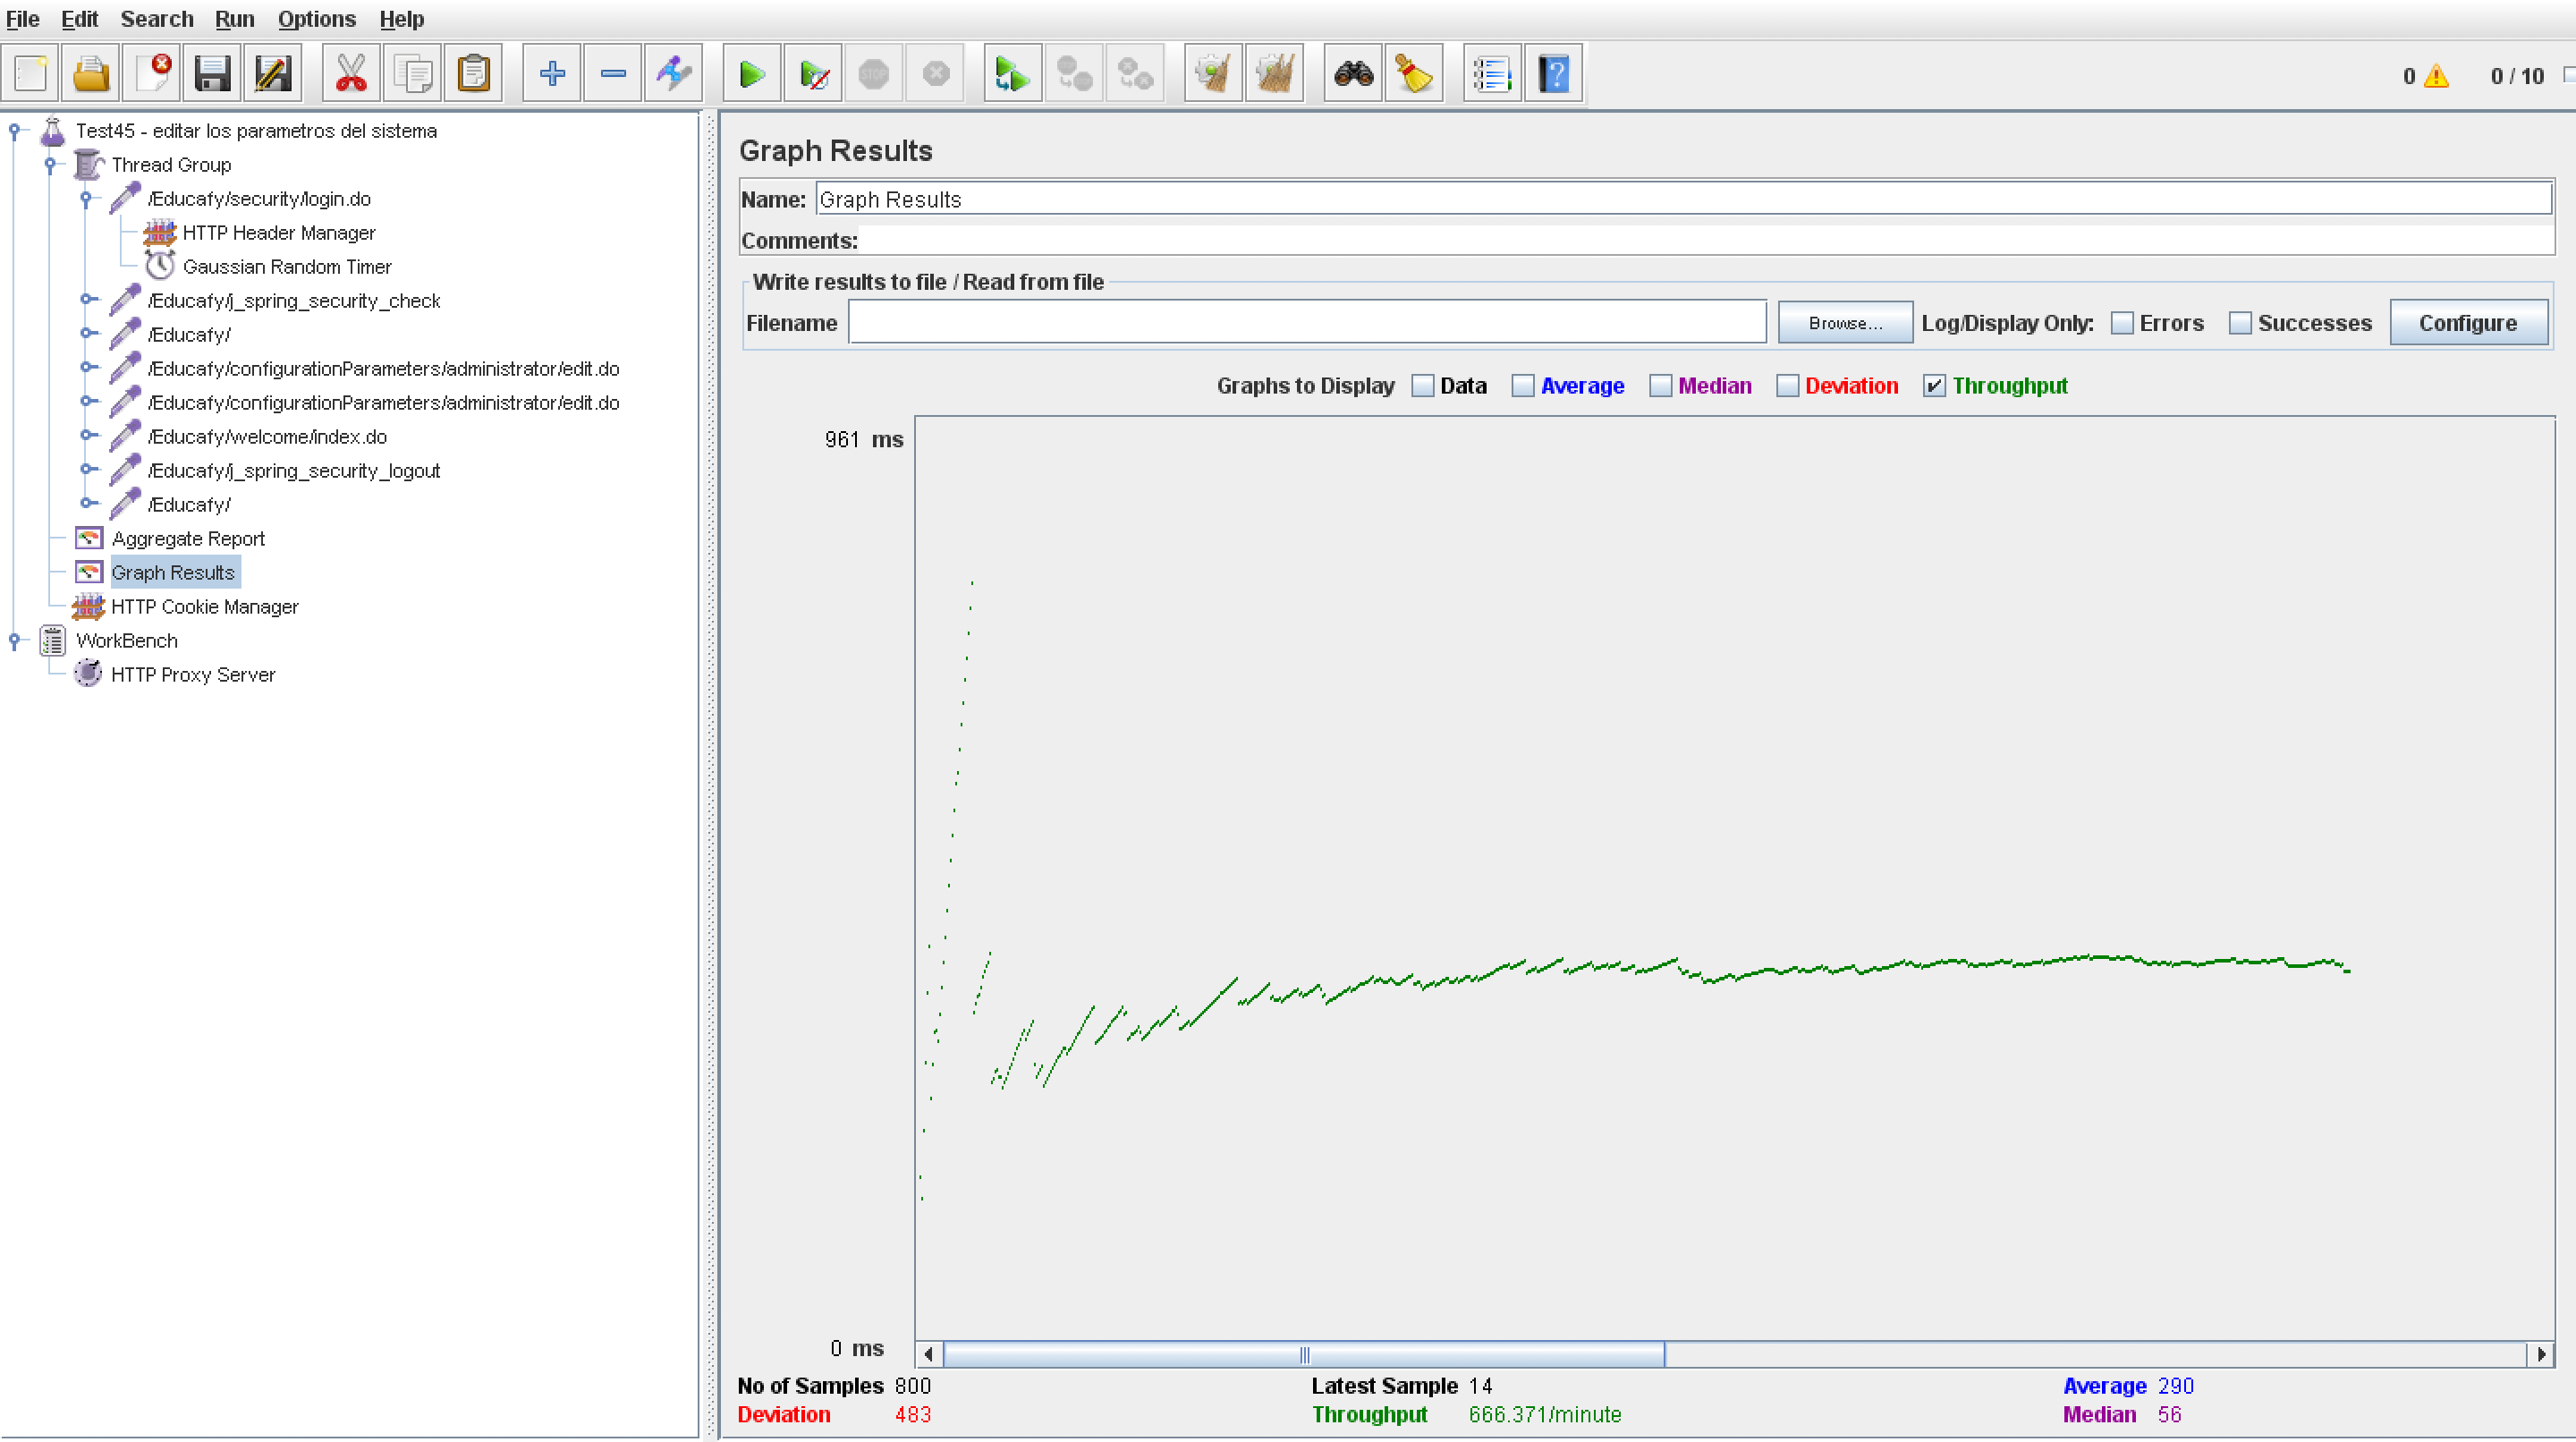 File Edit Search Run Options Help
STOP
0 0 / 10
Test45 - editar los parametros del sistema
Thread Group
/Educafy/security/login.do
HTTP Header Manager
Gaussian Random Timer
/Educafy/j_spring_security_check
/Educafy/
/Educafy/configurationParameters/administrator/edit.do
/Educafy/configurationParameters/administrator/edit.do
/Educafy/welcome/index.do
/Educafy/j_spring_security_logout
/Educafy/
Aggregate Report
Graph Results
HTTP Cookie Manager
WorkBench
HTTP Proxy Server
Graph Results
Name: Graph Results
Comments:
Write results to file / Read from file
Filename Browse... Log/Display Only: Errors Successes Configure
Graphs to Display Data Average Median Deviation Throughput
961 ms
0 ms
No of Samples 800 Latest Sample 14 Average 290
Deviation 483 Throughput 666.371/minute Median 56